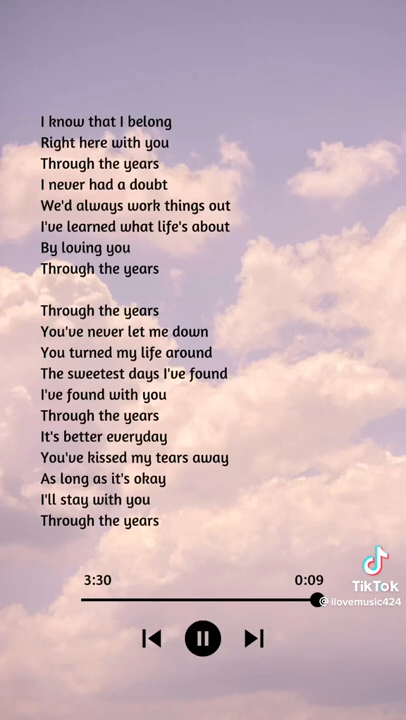 I know that I belong
Right here with you
Through the years
I never had a doubt
We'd always work things out
I've learned what life's about
By loving you
Through the years
Through the years
You've never let me down
You turned my life around
The sweetest days I've found
I've found with you
Through the years
It's better everyday
You've kissed my tears away
As long as it's okay
I'll stay with you
Through the years
3:30 0:09
TikTok
@ilovemusic424